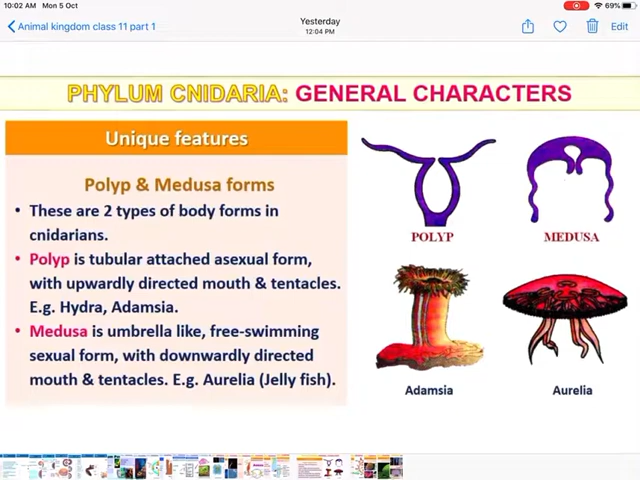 10:02 AM Mon 5 Oct
69%
Animal kingdom class 11 part 1
Yesterday
12:04 PM
Edit
PHYLUM CNIDARIA: GENERAL CHARACTERS
Unique features
Polyp & Medusa forms
• These are 2 types of body forms in
cnidarians.
• Polyp is tubular attached asexual form,
with upwardly directed mouth & tentacles.
E.g. Hydra, Adamsia.
• Medusa is umbrella like, free-swimming
sexual form, with downwardly directed
mouth & tentacles. E.g. Aurelia (Jelly fish).
POLYP
MEDUSA
Adamsia
Aurelia